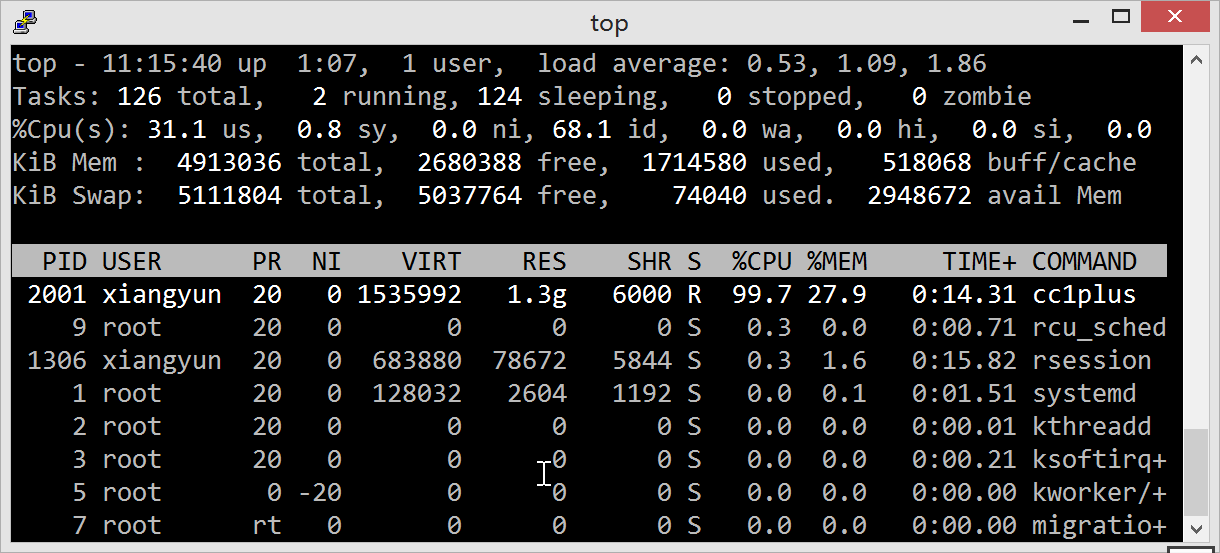 top
top - 11:15:40 up  1:07,  1 user,  load average: 0.53, 1.09, 1.86
Tasks: 126 total,   2 running, 124 sleeping,   0 stopped,   0 zombie
%Cpu(s): 31.1 us,  0.8 sy,  0.0 ni, 68.1 id,  0.0 wa,  0.0 hi,  0.0 si,  0.0
KiB Mem :  4913036 total,  2680388 free,  1714580 used,   518068 buff/cache
KiB Swap:  5111804 total,  5037764 free,    74040 used.  2948672 avail Mem
  PID USER      PR  NI    VIRT    RES    SHR S  %CPU %MEM     TIME+ COMMAND
 2001 xiangyun  20   0 1535992   1.3g   6000 R  99.7 27.9   0:14.31 cc1plus
    9 root      20   0       0      0      0 S   0.3  0.0   0:00.71 rcu_sched
 1306 xiangyun  20   0  683880  78672   5844 S   0.3  1.6   0:15.82 rsession
    1 root      20   0  128032   2604   1192 S   0.0  0.1   0:01.51 systemd
    2 root      20   0       0      0      0 S   0.0  0.0   0:00.01 kthreadd
    3 root      20   0       0      0      0 S   0.0  0.0   0:00.21 ksoftirq+
    5 root       0 -20       0      0      0 S   0.0  0.0   0:00.00 kworker/+
    7 root      rt   0       0      0      0 S   0.0  0.0   0:00.00 migratio+